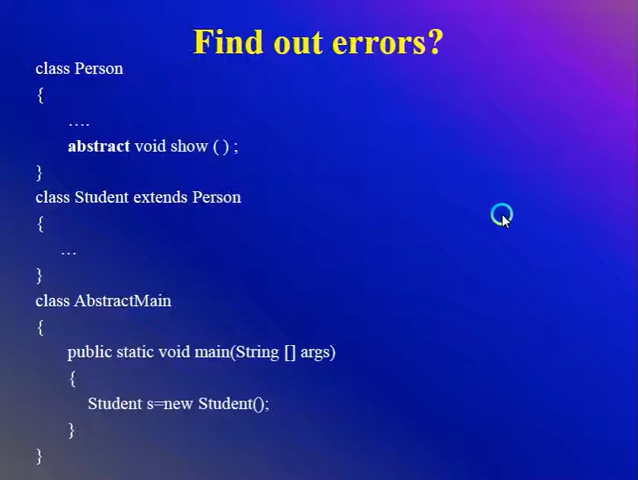 Find out errors?
class Person
{
....
abstract void show ( ) ;
}
class Student extends Person
{
...
}
class AbstractMain
{
public static void main(String [] args)
{
Student s=new Student();
}
}